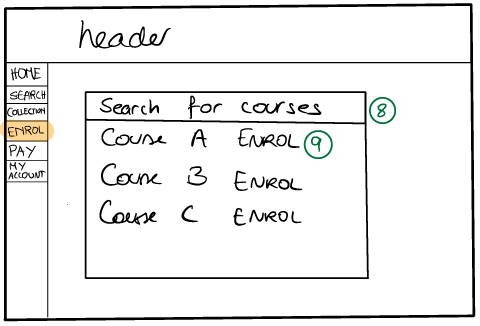 header
HOME
SEARCH
COLLECTION
ENROL
PAY
MY
ACCOUNT
Search for courses 8
Course A ENROL 9
Course B ENROL
Course C ENROL